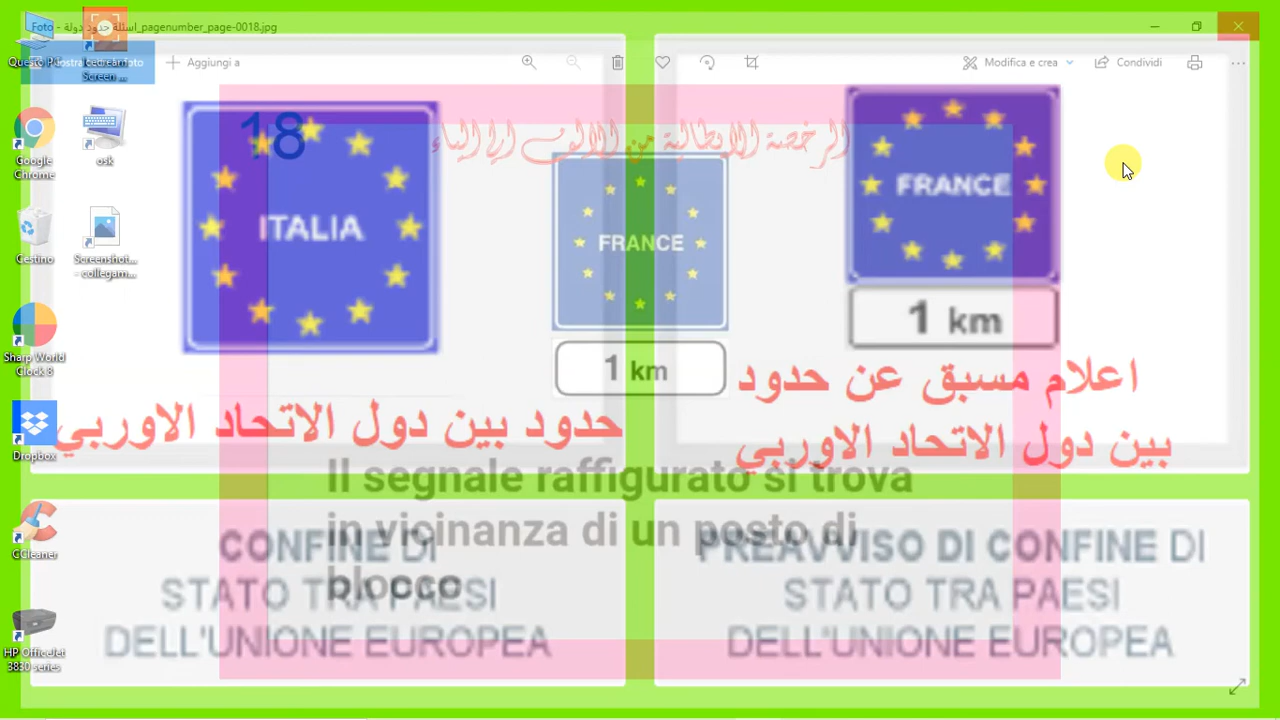 Foto - اسئلة حدود دولة_pagenumber_page-0018.jpg
Aggiungi a
Modifica e crea
Condividi
Questo PC
Icecream
Screen ...
Google
Chrome
osk
Cestino
Screenshot...
- collegam...
Sharp World
Clock 8
Dropbox
CCleaner
HP OfficeJet
3830 series
18
الرخصة الايطالية من الالف الى الياء
ITALIA
FRANCE
1 km
FRANCE
1 km
حدود بين دول الاتحاد الاوربي
اعلام مسبق عن حدود
بين دول الاتحاد الاوربي
Il segnale raffigurato si trova
in vicinanza di un posto di
blocco
CONFINE DI
STATO TRA PAESI
DELL'UNIONE EUROPEA
PREAVVISO DI CONFINE DI
STATO TRA PAESI
DELL'UNIONE EUROPEA